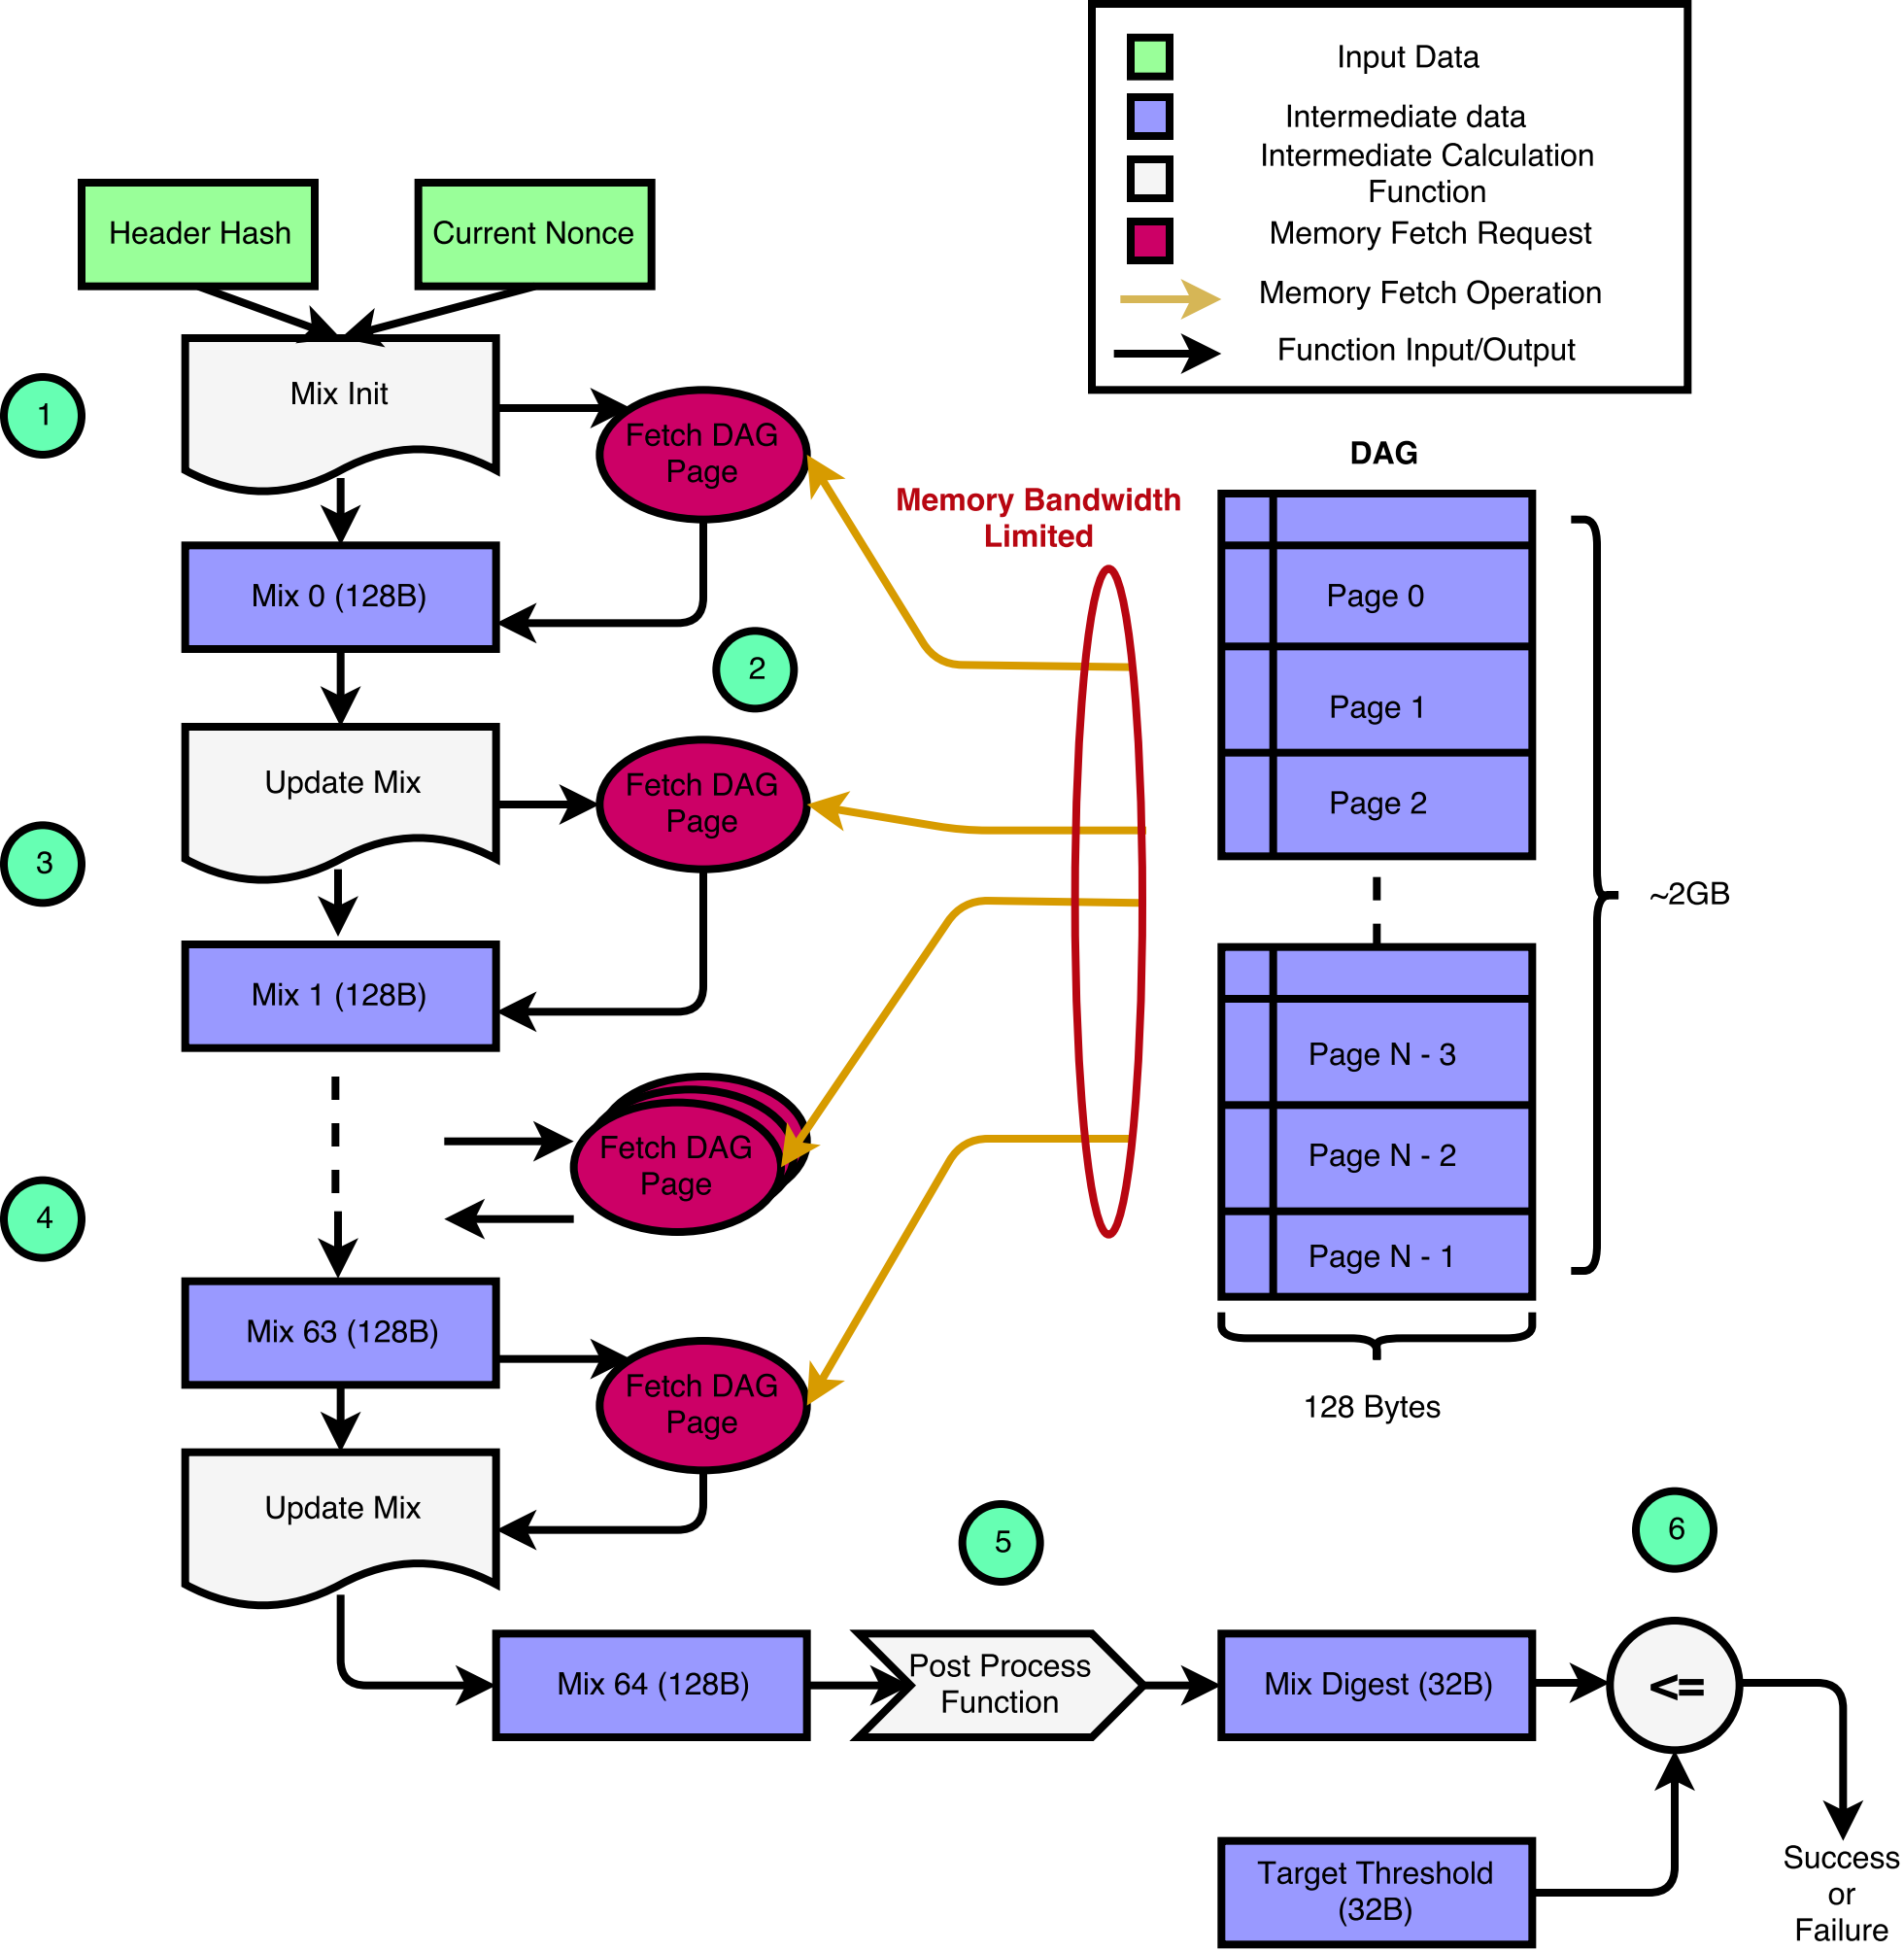 Input Data
Intermediate data
Intermediate Calculation
Function
Memory Fetch Request
Memory Fetch Operation
Function Input/Output
Header Hash
Current Nonce
1
Mix Init
Fetch DAG
Page
Mix 0 (128B)
2
Update Mix
Fetch DAG
Page
3
Mix 1 (128B)
Fetch DAG
Page
4
Mix 63 (128B)
Fetch DAG
Page
Update Mix
Memory Bandwidth
Limited
DAG
Page 0
Page 1
Page 2
~2GB
Page N - 3
Page N - 2
Page N - 1
128 Bytes
5
6
Mix 64 (128B)
Post Process
Function
Mix Digest (32B)
<=
Target Threshold
(32B)
Success
or
Failure